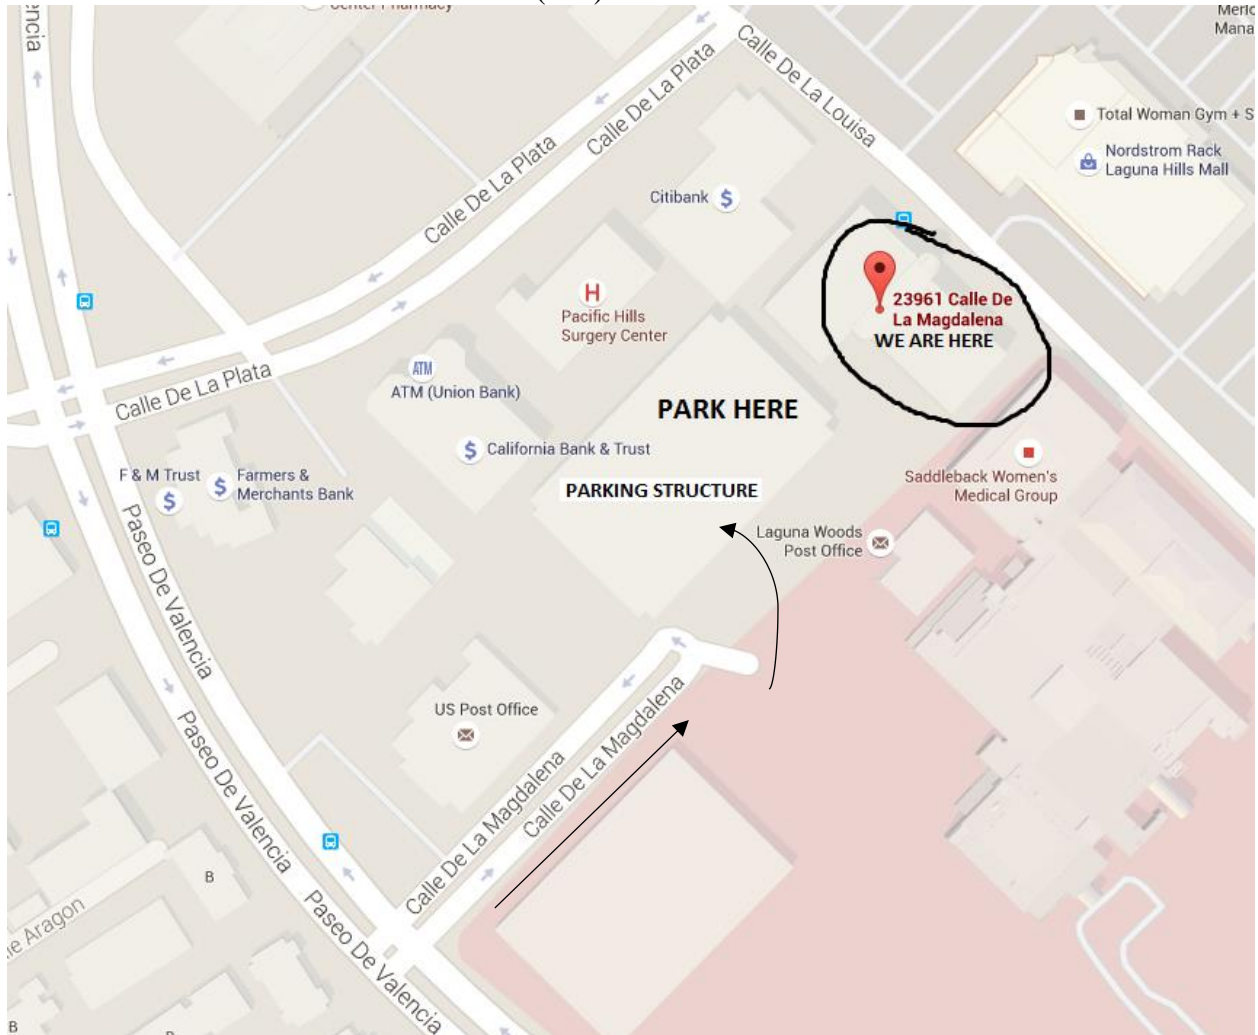 encia
Calle De La Plata
Calle De La Louisa
Total Woman Gym + S
Nordstrom Rack
Laguna Hills Mall
Calle De La Plata
Citibank
23961 Calle De
La Magdalena
WE ARE HERE
H
Pacific Hills
Surgery Center
ATM
ATM (Union Bank)
Calle De La Plata
PARK HERE
California Bank & Trust
F & M Trust
Farmers &
Merchants Bank
PARKING STRUCTURE
Saddleback Women's
Medical Group
Laguna Woods
Post Office
Paseo De Valencia
US Post Office
Calle De La Magdalena
Calle De La Magdalena
Paseo De Valencia
B
Paseo De Valencia
le Aragon
B